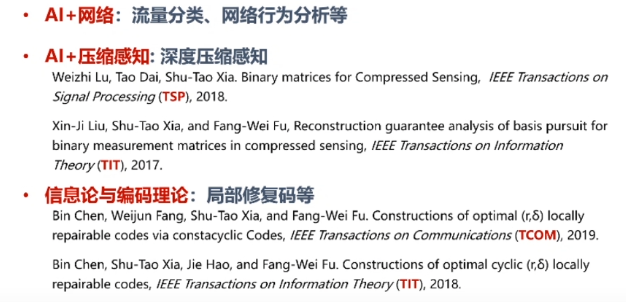 • AI+网络：流量分类、网络行为分析等
• AI+压缩感知: 深度压缩感知
Weizhi Lu, Tao Dai, Shu-Tao Xia. Binary matrices for Compressed Sensing, IEEE Transactions on
Signal Processing (TSP), 2018.
Xin-Ji Liu, Shu-Tao Xia, and Fang-Wei Fu, Reconstruction guarantee analysis of basis pursuit for
binary measurement matrices in compressed sensing, IEEE Transactions on Information
Theory (TIT), 2017.
• 信息论与编码理论：局部修复码等
Bin Chen, Weijun Fang, Shu-Tao Xia, and Fang-Wei Fu. Constructions of optimal (r,δ) locally
repairable codes via constacyclic Codes, IEEE Transactions on Communications (TCOM), 2019.
Bin Chen, Shu-Tao Xia, Jie Hao, and Fang-Wei Fu. Constructions of optimal cyclic (r,δ) locally
repairable codes, IEEE Transactions on Information Theory (TIT), 2018.